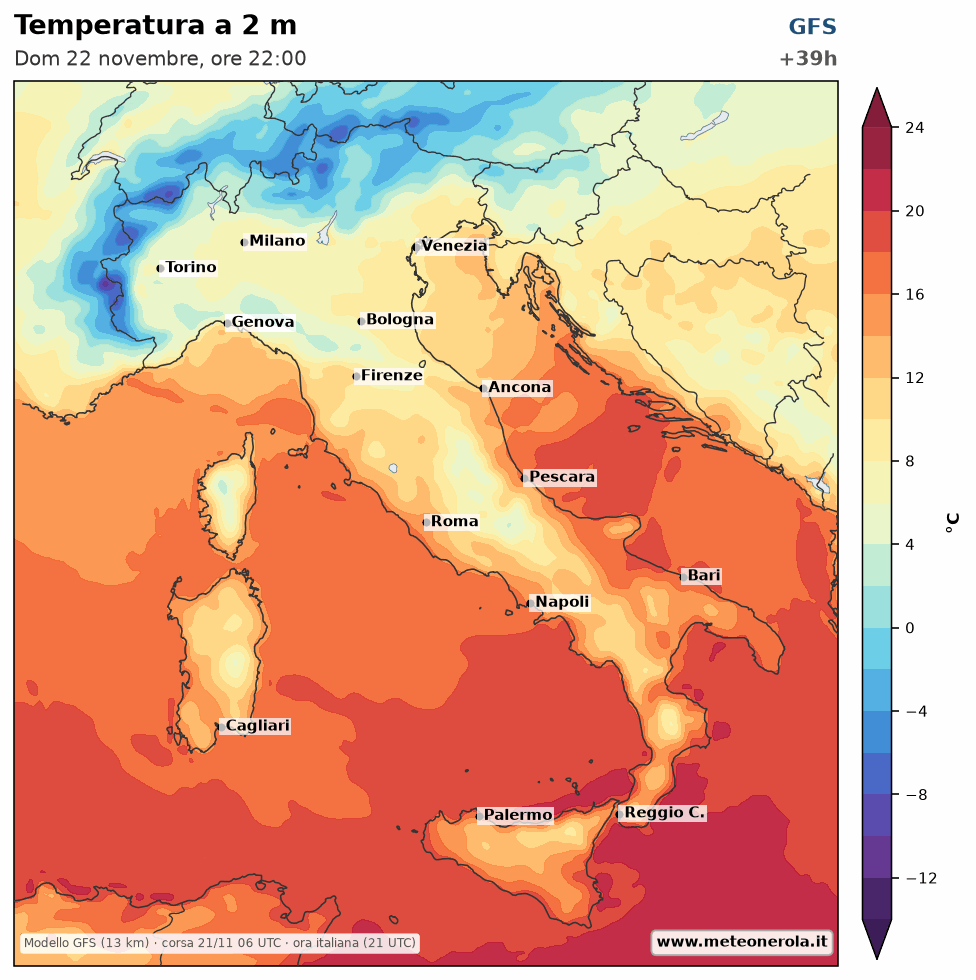 Temperatura a 2 m
GFS
Dom 22 novembre, ore 22:00
+39h
24
20
16
12
8
4
0
−4
−8
−12
°C
Milano
Venezia
Torino
Genova
Bologna
Firenze
Ancona
Pescara
Roma
Bari
Napoli
Cagliari
Palermo
Reggio C.
Modello GFS (13 km) · corsa 21/11 06 UTC · ora italiana (21 UTC)
www.meteonerola.it